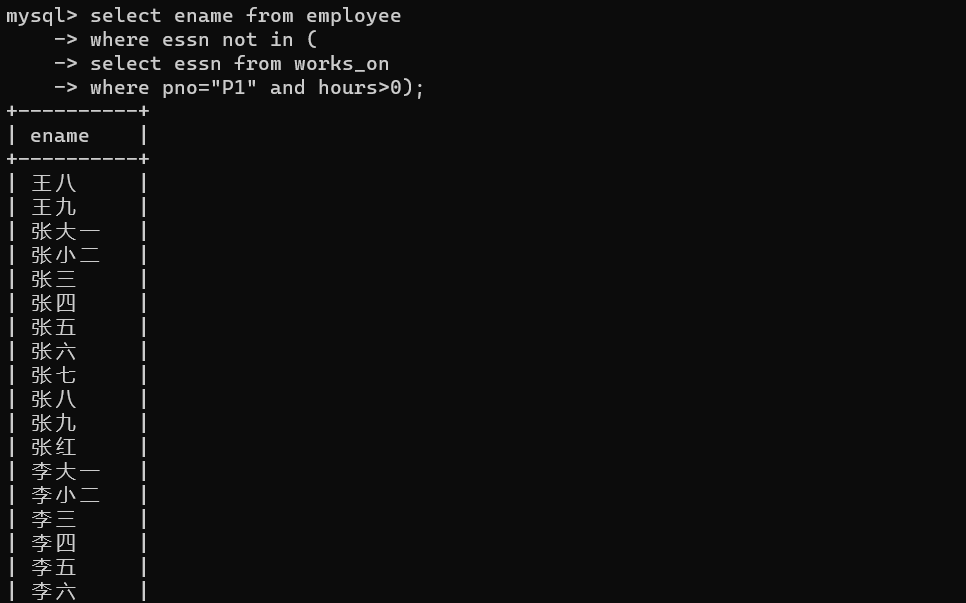 mysql> select ename from employee
    -> where essn not in (
    -> select essn from works_on
    -> where pno="P1" and hours>0);
+----------+
| ename    |
+----------+
| 王八     |
| 王九     |
| 张大一   |
| 张小二   |
| 张三     |
| 张四     |
| 张五     |
| 张六     |
| 张七     |
| 张八     |
| 张九     |
| 张红     |
| 李大一   |
| 李小二   |
| 李三     |
| 李四     |
| 李五     |
| 李六     |